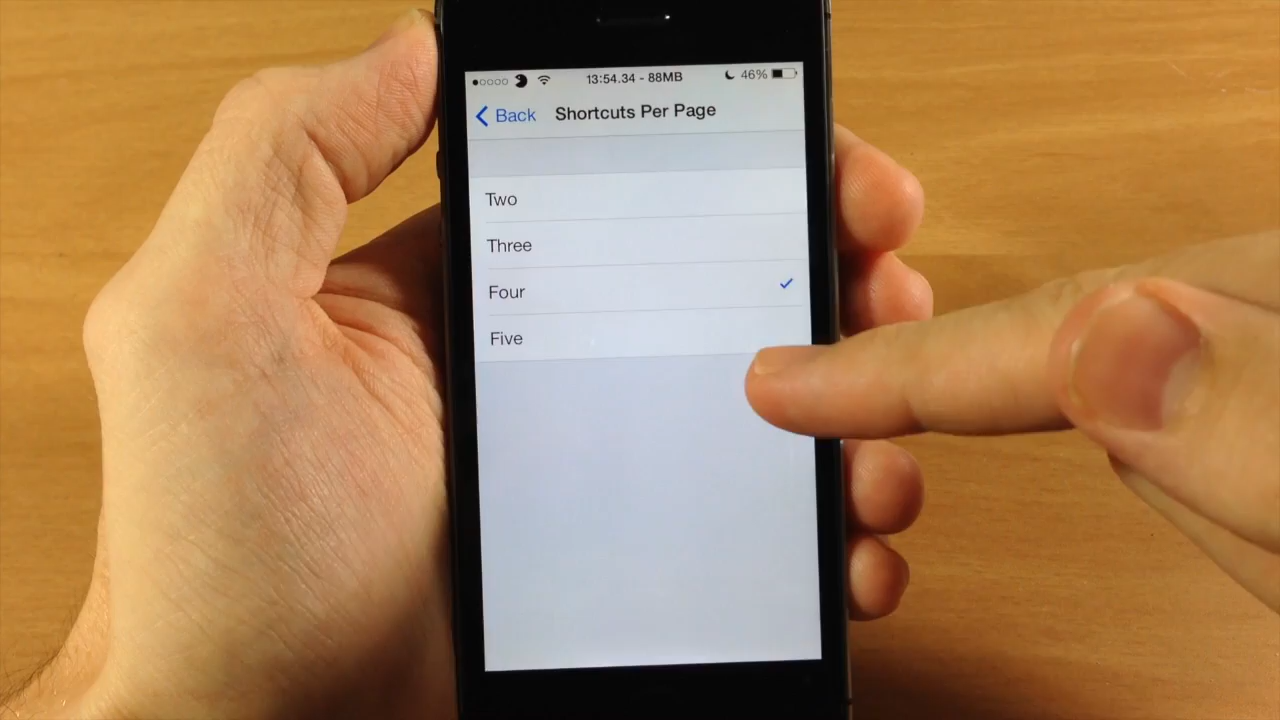 13:54.34 - 88MB 46%
Back Shortcuts Per Page
Two
Three
Four
Five